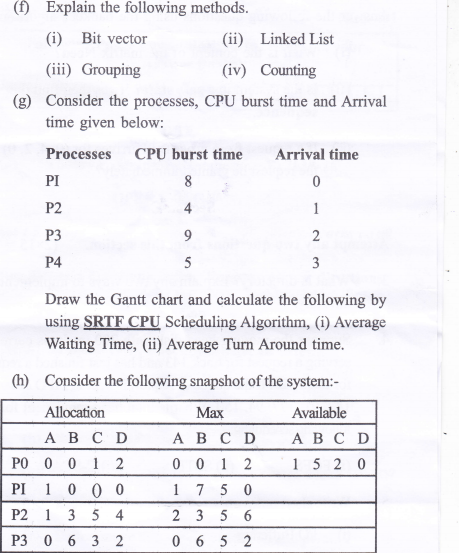 (f) Explain the following methods.
(i) Bit vector (ii) Linked List
(iii) Grouping (iv) Counting
(g) Consider the processes, CPU burst time and Arrival
time given below:
Processes CPU burst time Arrival time
PI 8 0
P2 4 1
P3 9 2
P4 5 3
Draw the Gantt chart and calculate the following by
using SRTF CPU Scheduling Algorithm, (i) Average
Waiting Time, (ii) Average Turn Around time.
(h) Consider the following snapshot of the system:-
Allocation Max Available
A B C D A B C D A B C D
P0 0 0 1 2 0 0 1 2 1 5 2 0
PI 1 0 0 0 1 7 5 0
P2 1 3 5 4 2 3 5 6
P3 0 6 3 2 0 6 5 2